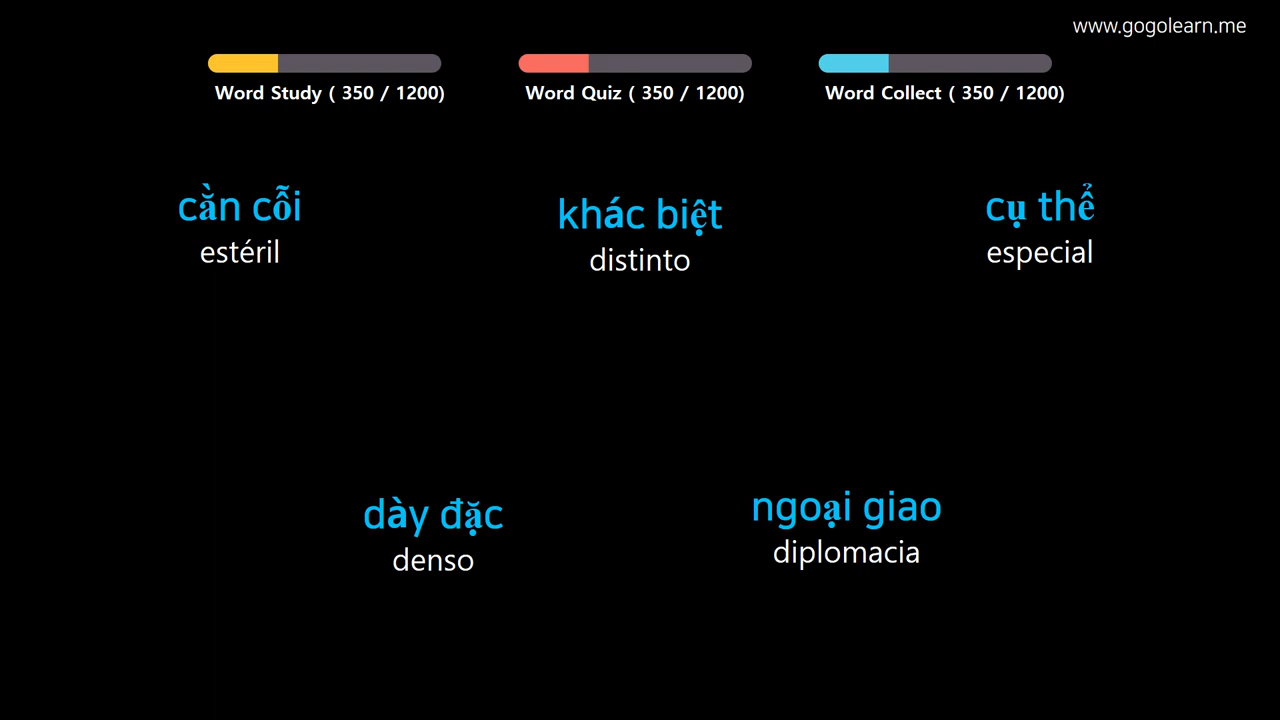 www.gogolearn.me
Word Study ( 350 / 1200)
Word Quiz ( 350 / 1200)
Word Collect ( 350 / 1200)
cằn cỗi
estéril
khác biệt
distinto
cụ thể
especial
dày đặc
denso
ngoại giao
diplomacia